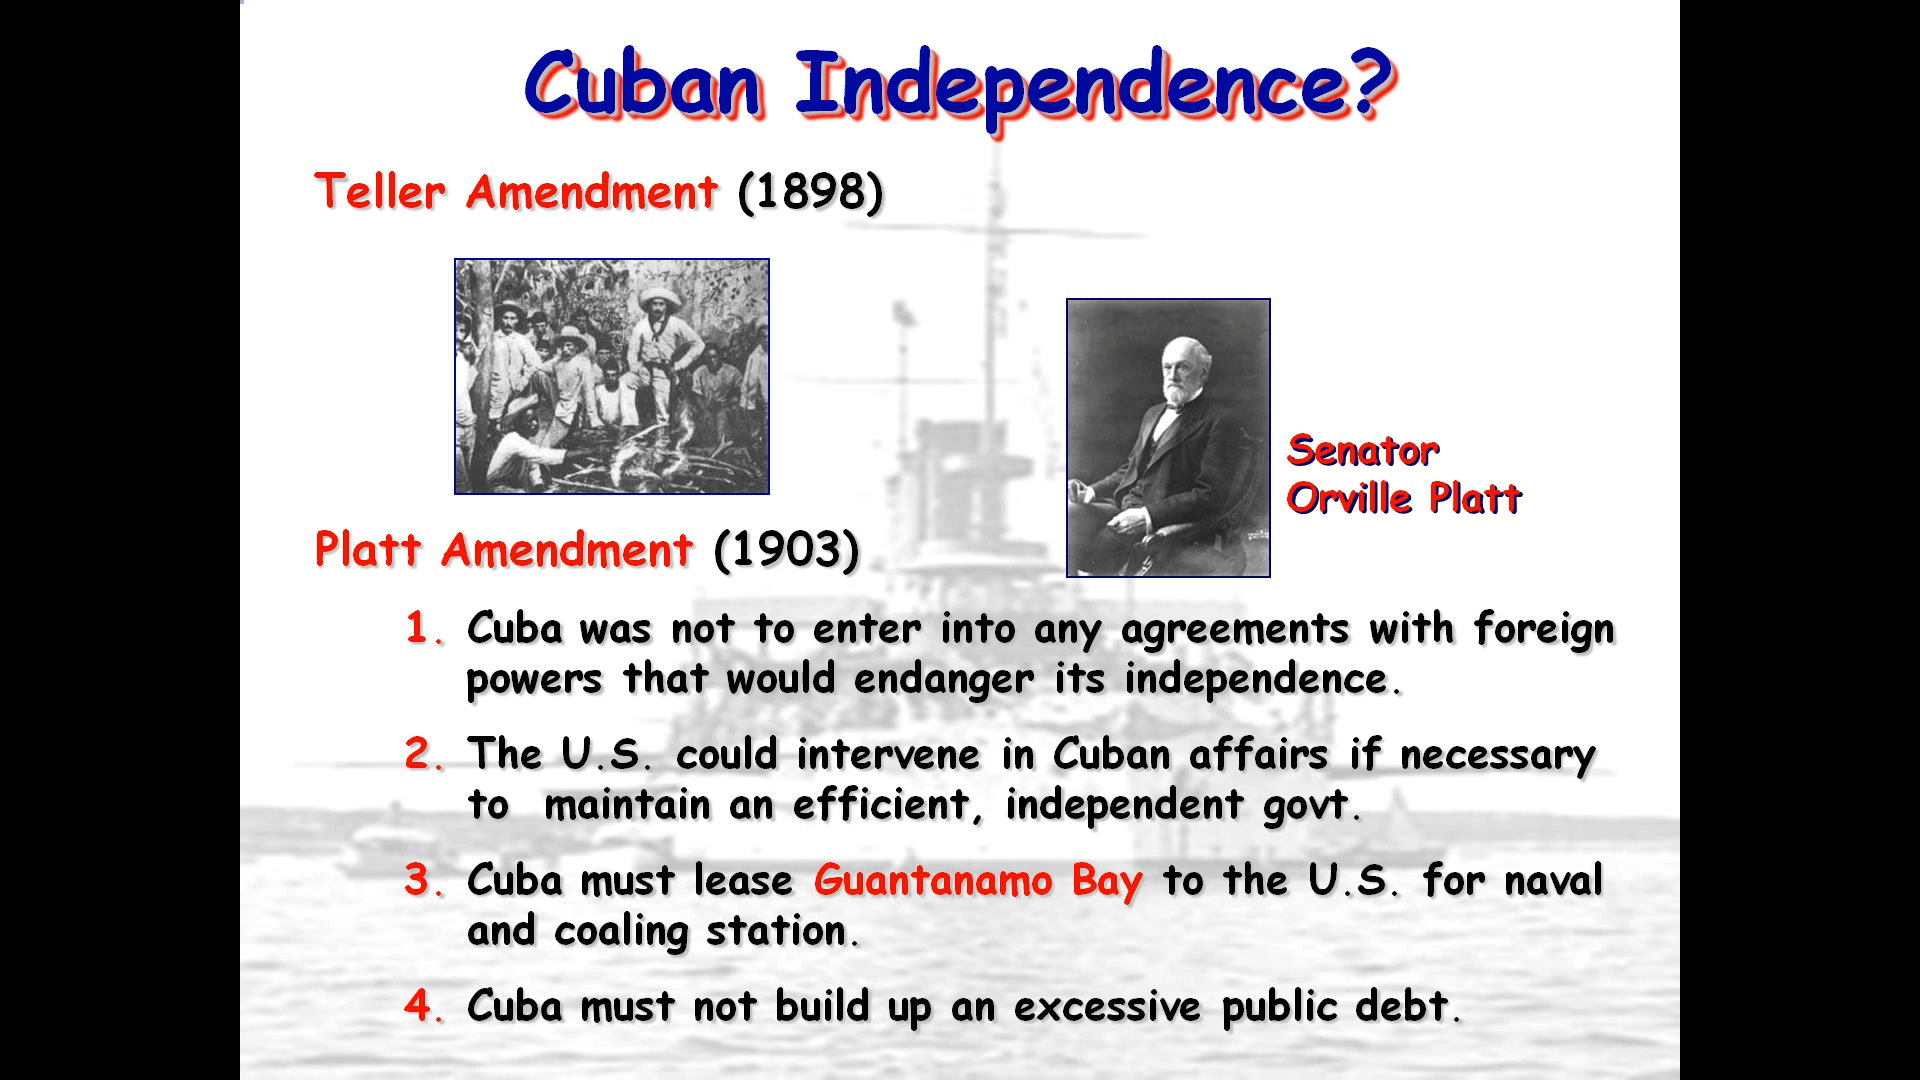 Cuban Independence?
Teller Amendment (1898)
Senator
Orville Platt
Platt Amendment (1903)
1. Cuba was not to enter into any agreements with foreign
powers that would endanger its independence.
2. The U.S. could intervene in Cuban affairs if necessary
to maintain an efficient, independent govt.
3. Cuba must lease Guantanamo Bay to the U.S. for naval
and coaling station.
4. Cuba must not build up an excessive public debt.